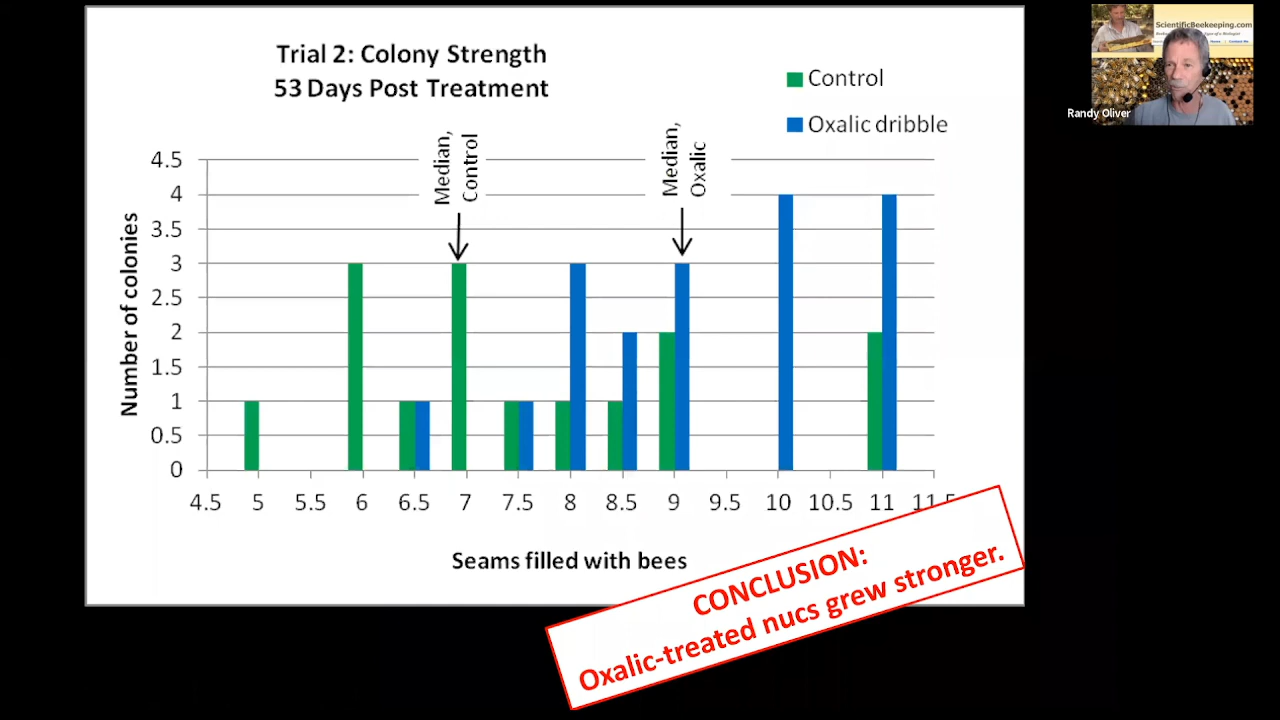 Trial 2: Colony Strength
53 Days Post Treatment
Control
Oxalic dribble
Median,
Control
Median,
Oxalic
Number of colonies
4.5
4
3.5
3
2.5
2
1.5
1
0.5
0
4.5 5 5.5 6 6.5 7 7.5 8 8.5 9 9.5 10 10.5 11
Seams filled with bees
CONCLUSION:
Oxalic-treated nucs grew stronger.
ScientificBeekeeping.com
Randy Oliver